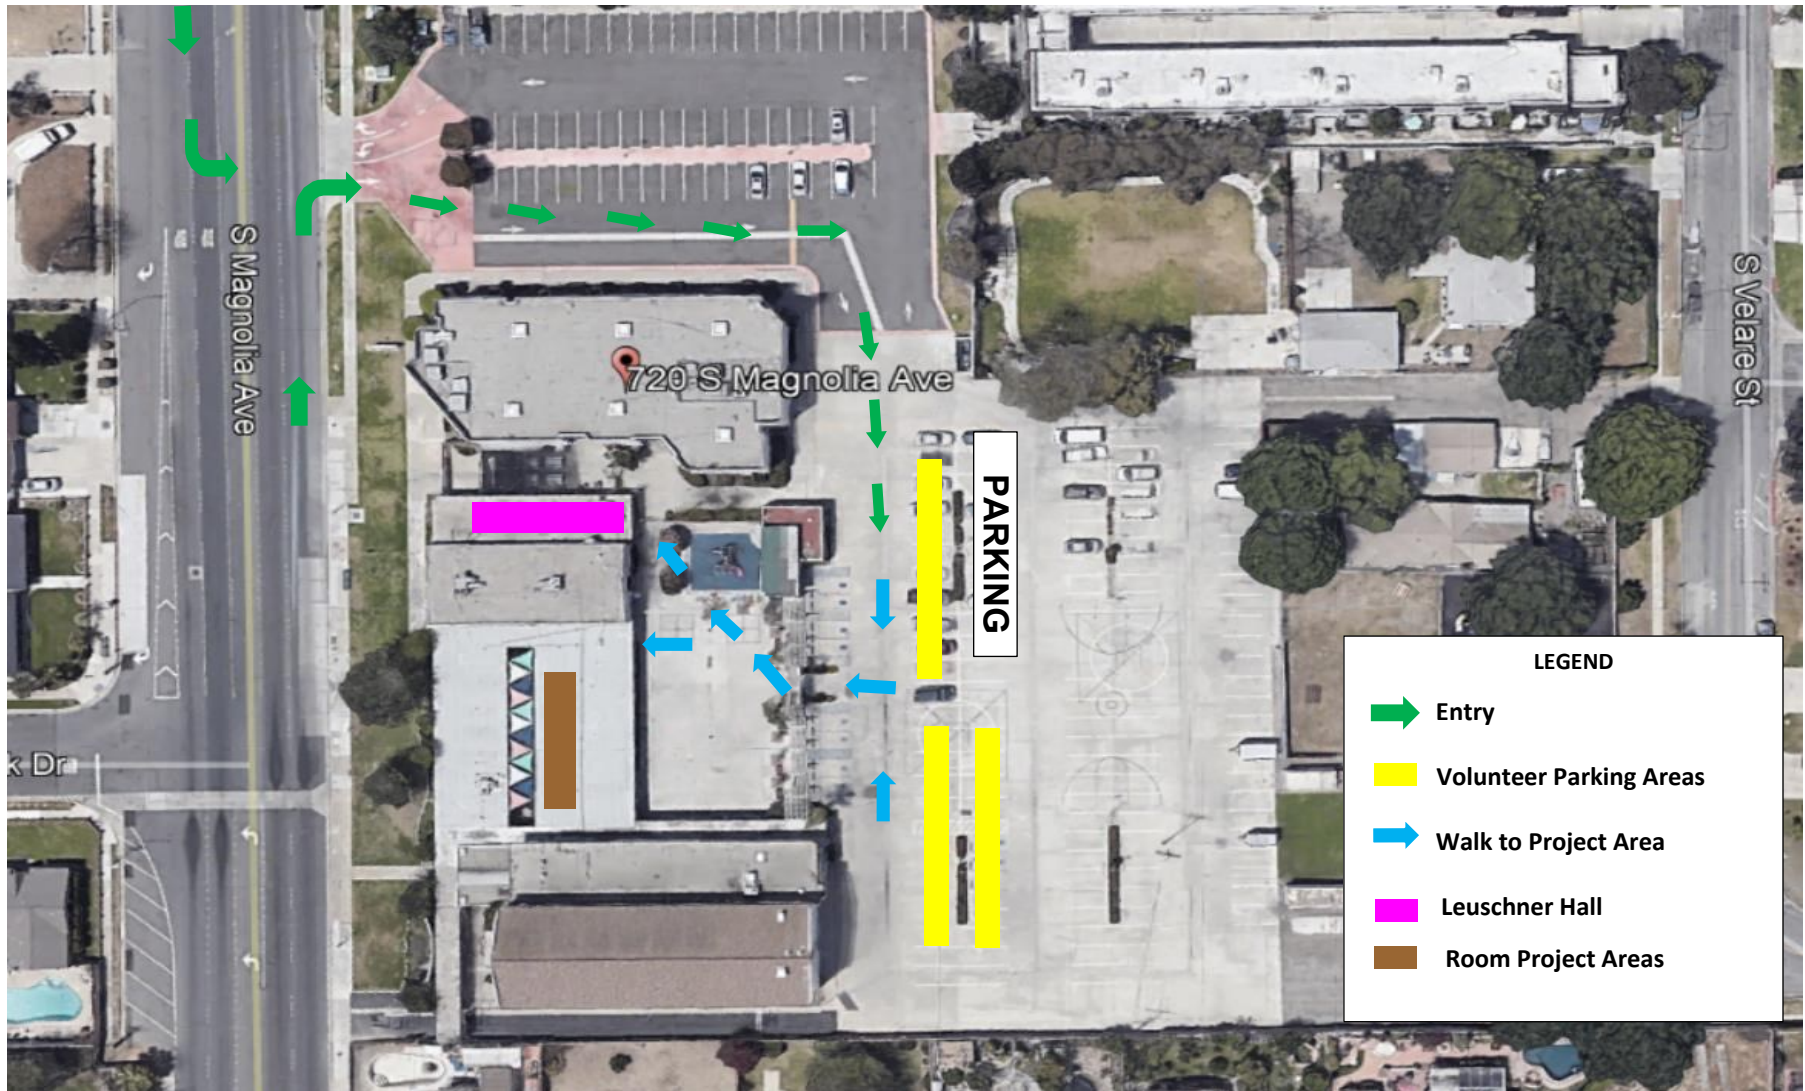 S Magnolia Ave
720 S Magnolia Ave
S Velare St
PARKING
k Dr
LEGEND
Entry
Volunteer Parking Areas
Walk to Project Area
Leuschner Hall
Room Project Areas